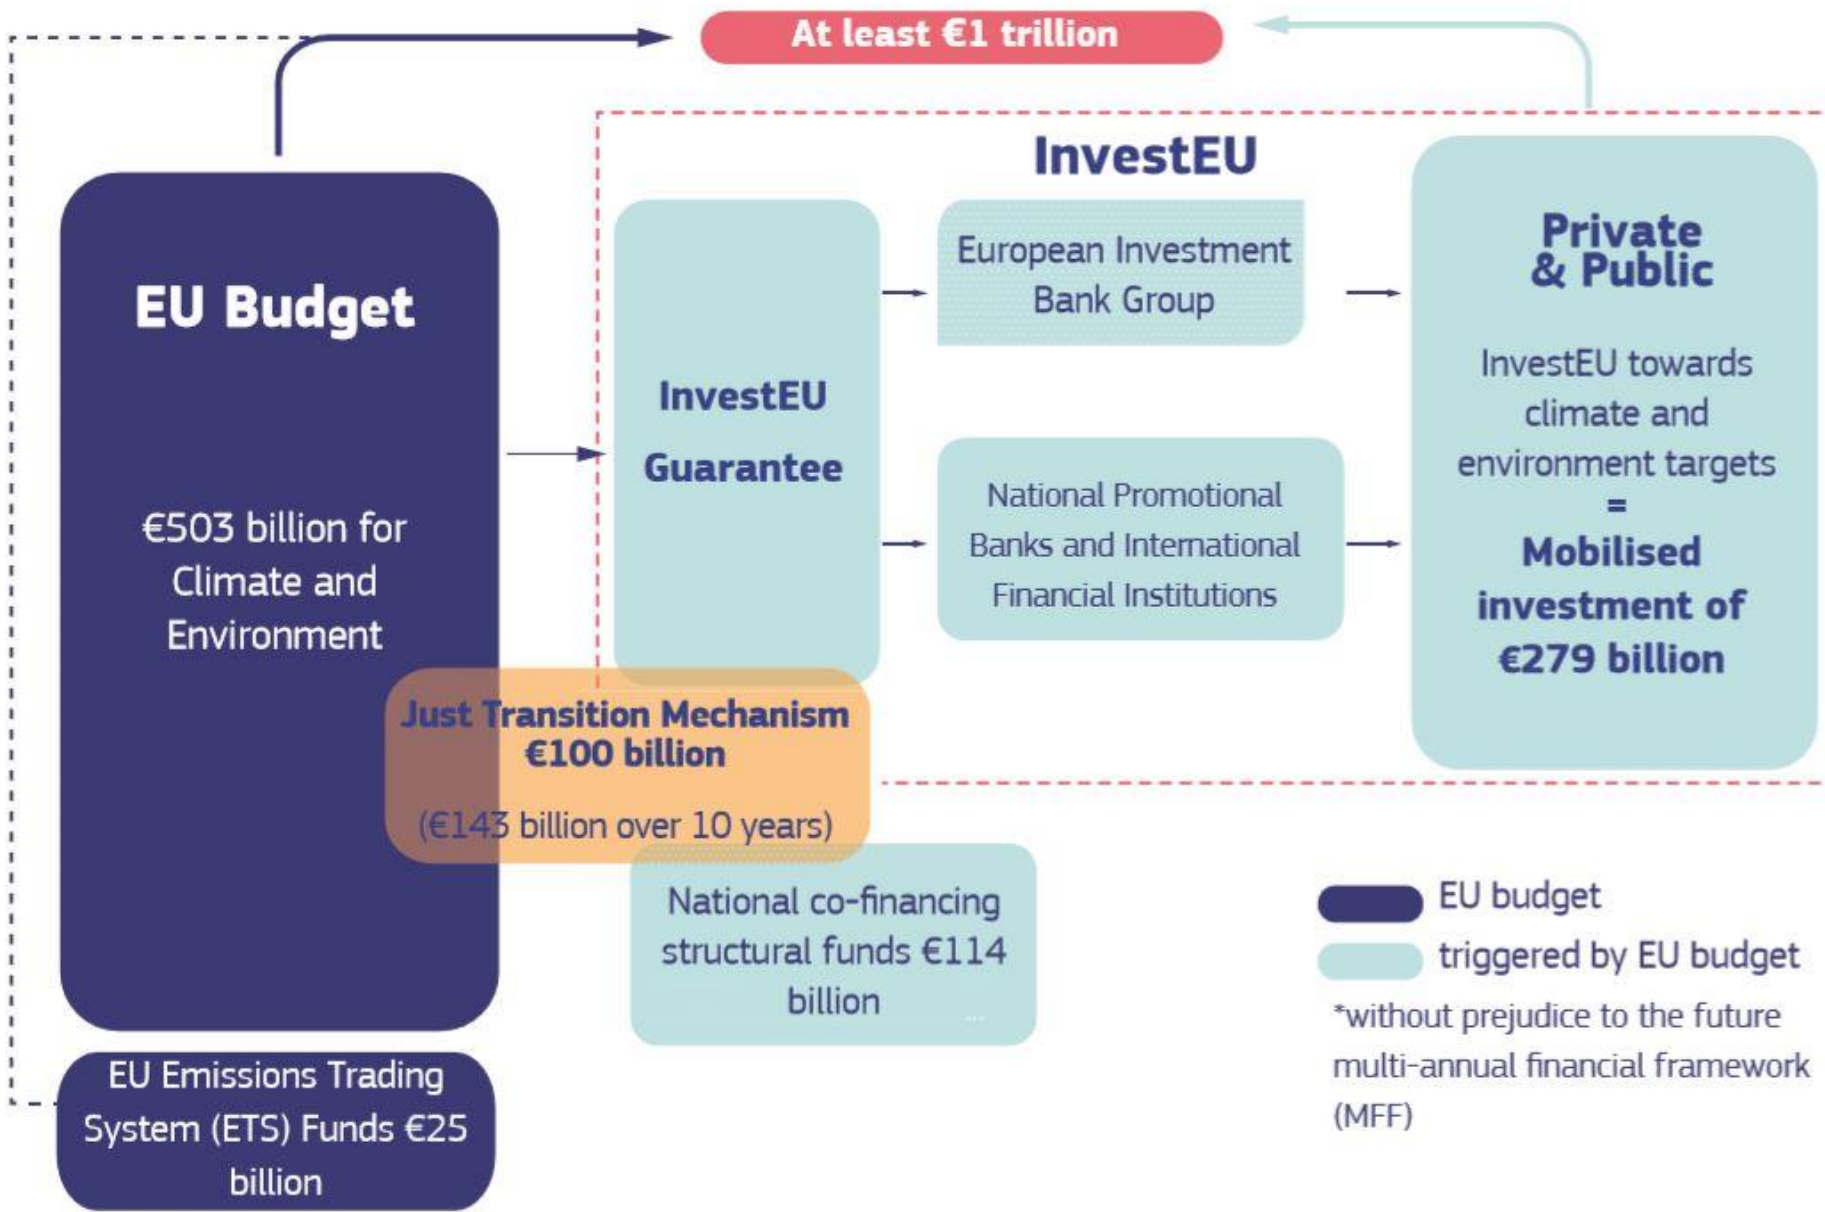 At least €1 trillion
EU Budget
€503 billion for
Climate and
Environment
InvestEU
InvestEU
Guarantee
European Investment
Bank Group
National Promotional
Banks and International
Financial Institutions
Private
& Public
InvestEU towards
climate and
environment targets
=
Mobilised
investment of
€279 billion
Just Transition Mechanism
€100 billion
(€143 billion over 10 years)
National co-financing
structural funds €114
billion
...
EU Emissions Trading
System (ETS) Funds €25
billion
EU budget
triggered by EU budget
*without prejudice to the future
multi-annual financial framework
(MFF)